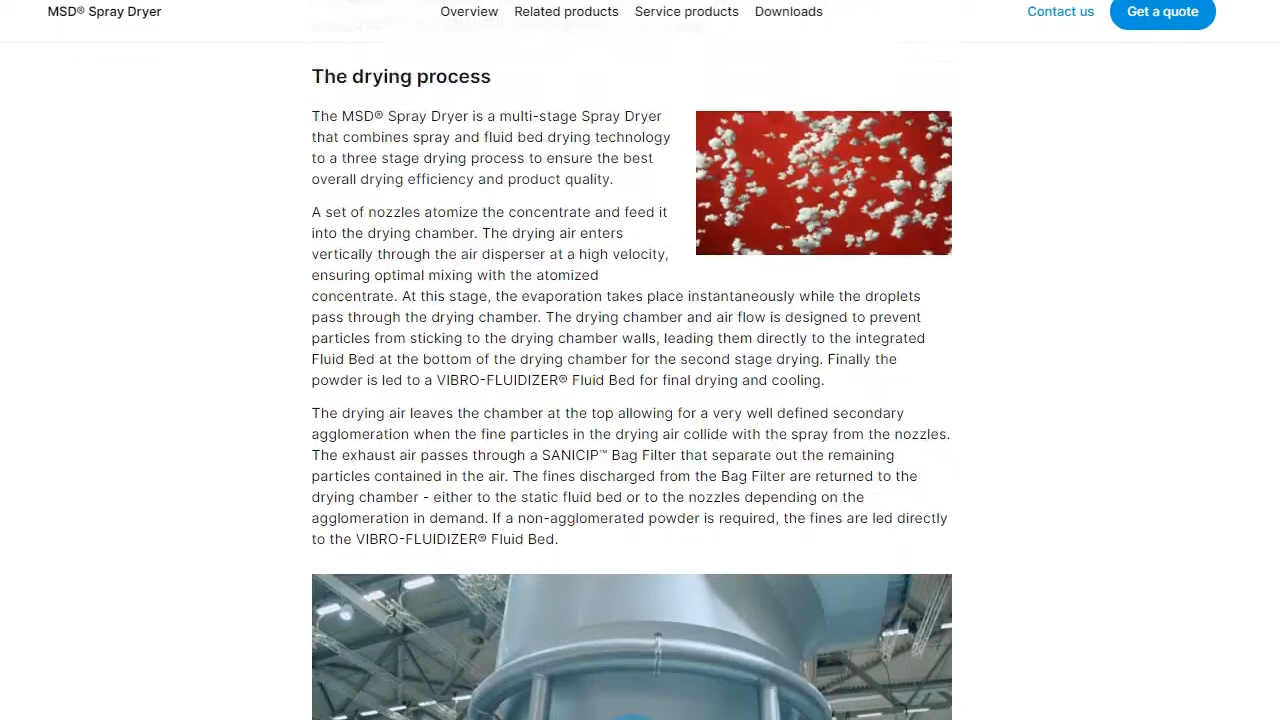 MSD® Spray Dryer
Overview
Related products
Service products
Downloads
Contact us
Get a quote
The drying process
The MSD® Spray Dryer is a multi-stage Spray Dryer
that combines spray and fluid bed drying technology
to a three stage drying process to ensure the best
overall drying efficiency and product quality.
A set of nozzles atomize the concentrate and feed it
into the drying chamber. The drying air enters
vertically through the air disperser at a high velocity,
ensuring optimal mixing with the atomized
concentrate. At this stage, the evaporation takes place instantaneously while the droplets
pass through the drying chamber. The drying chamber and air flow is designed to prevent
particles from sticking to the drying chamber walls, leading them directly to the integrated
Fluid Bed at the bottom of the drying chamber for the second stage drying. Finally the
powder is led to a VIBRO-FLUIDIZER® Fluid Bed for final drying and cooling.
The drying air leaves the chamber at the top allowing for a very well defined secondary
agglomeration when the fine particles in the drying air collide with the spray from the nozzles.
The exhaust air passes through a SANICIP™ Bag Filter that separate out the remaining
particles contained in the air. The fines discharged from the Bag Filter are returned to the
drying chamber - either to the static fluid bed or to the nozzles depending on the
agglomeration in demand. If a non-agglomerated powder is required, the fines are led directly
to the VIBRO-FLUIDIZER® Fluid Bed.